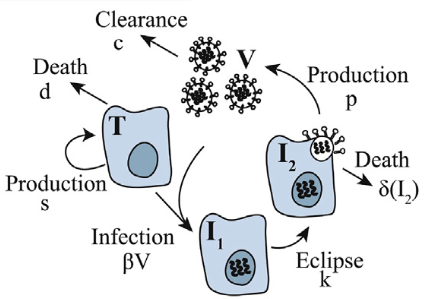 Clearance
c
V
Death
d
Production
p
T
I2
Production
s
Death
δ(I2)
Infection
βV
I1
Eclipse
k